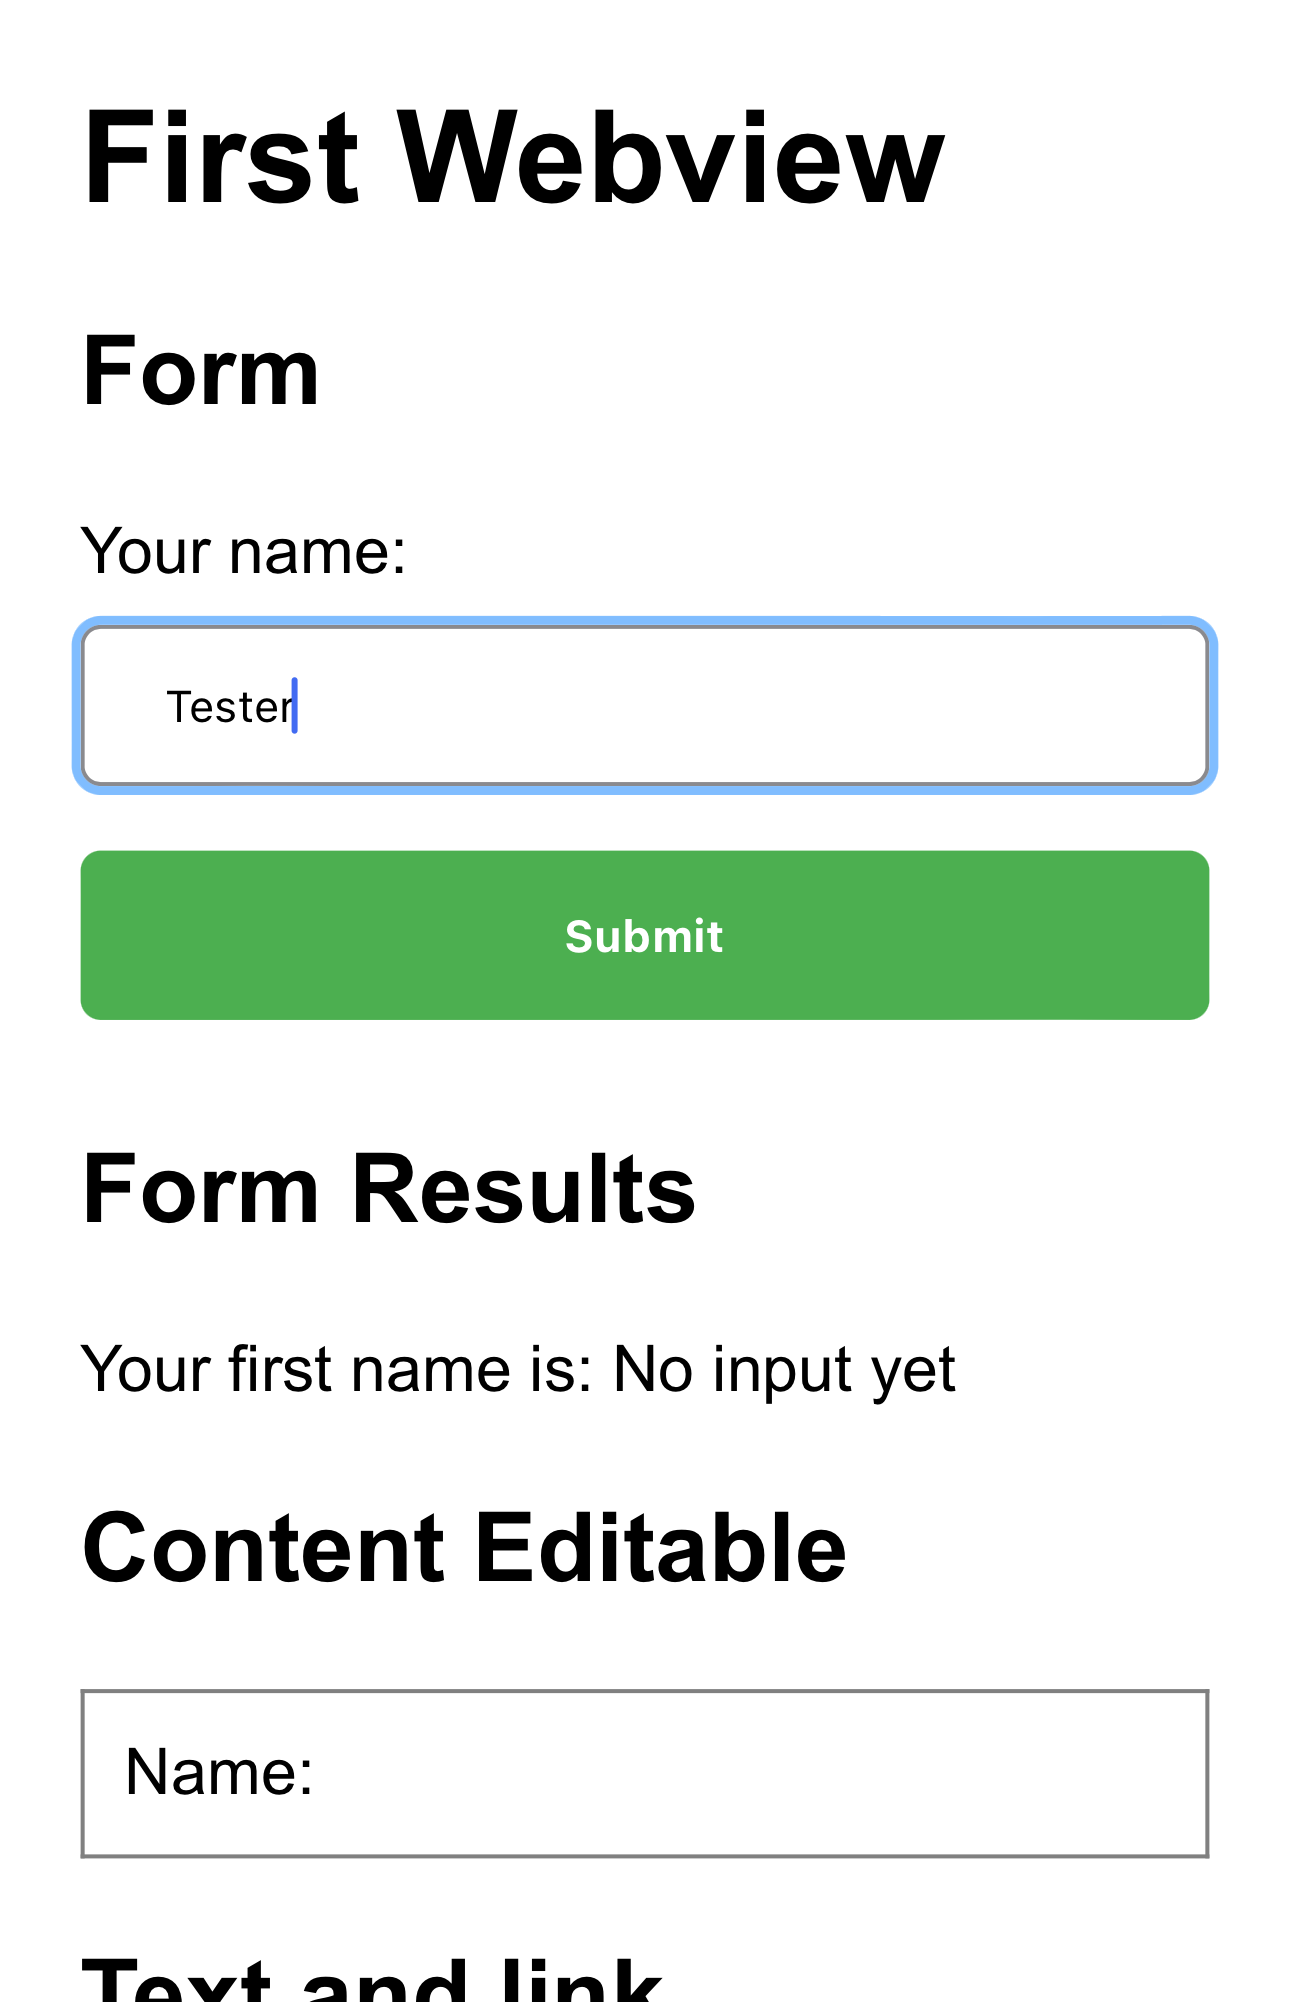 First Webview
Form
Your name:
Tester
Submit
Form Results
Your first name is: No input yet
Content Editable
Name:
Text and link